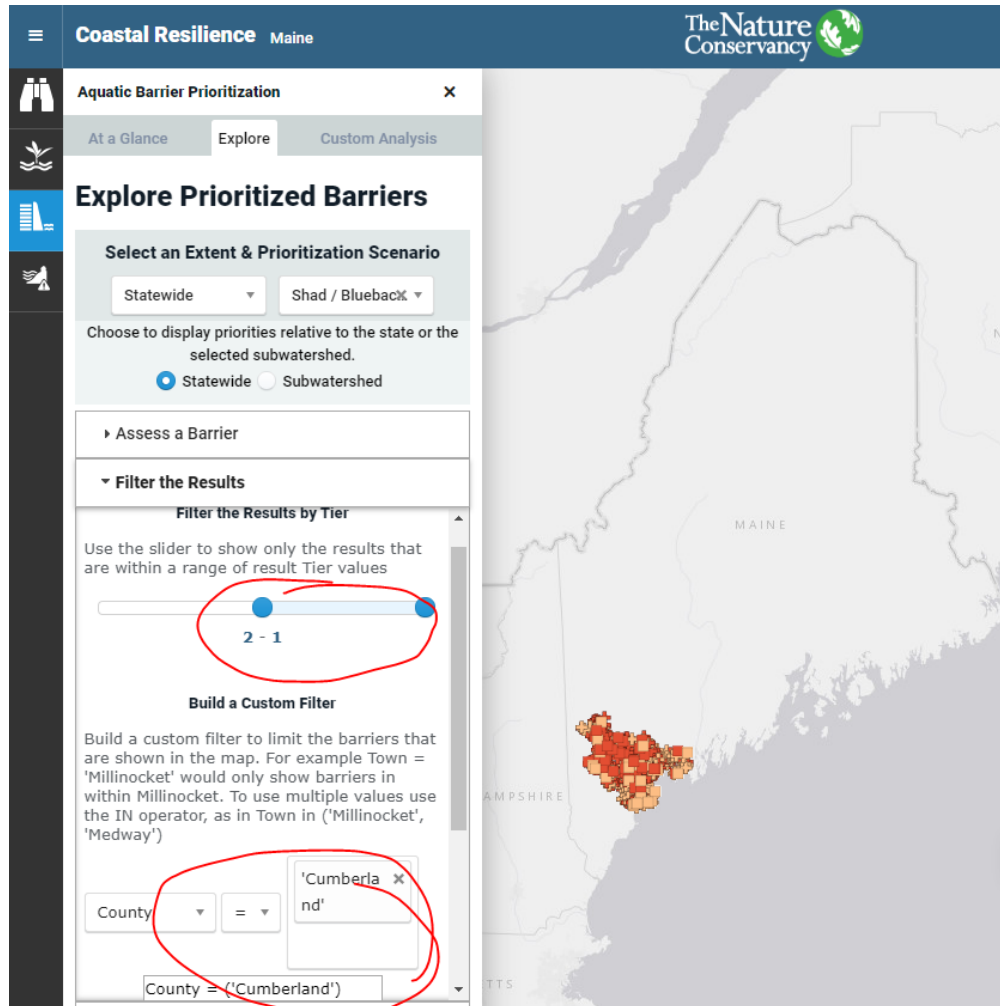 Coastal Resilience Maine
The Nature
Conservancy
Aquatic Barrier Prioritization ×
At a Glance Explore Custom Analysis
Explore Prioritized Barriers
Select an Extent & Prioritization Scenario
Statewide Shad / Blueback
Choose to display priorities relative to the state or the
selected subwatershed.
Statewide Subwatershed
Assess a Barrier
Filter the Results
Filter the Results by Tier
Use the slider to show only the results that
are within a range of result Tier values
2 - 1
Build a Custom Filter
Build a custom filter to limit the barriers that
are shown in the map. For example Town =
'Millinocket' would only show barriers in
within Millinocket. To use multiple values use
the IN operator, as in Town in ('Millinocket',
'Medway')
County = 'Cumberla
nd'
County = ('Cumberland')
MAINE
AMPSHIRE
TTS